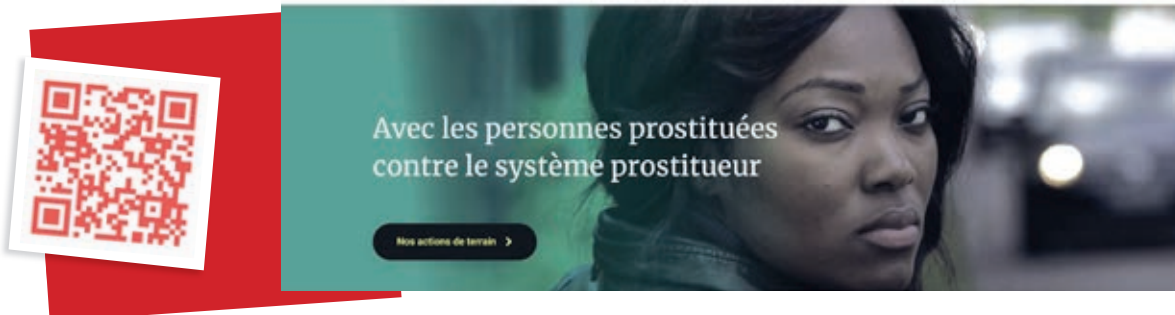 Avec les personnes prostituées
contre le système prostitueur
Nos actions de terrain